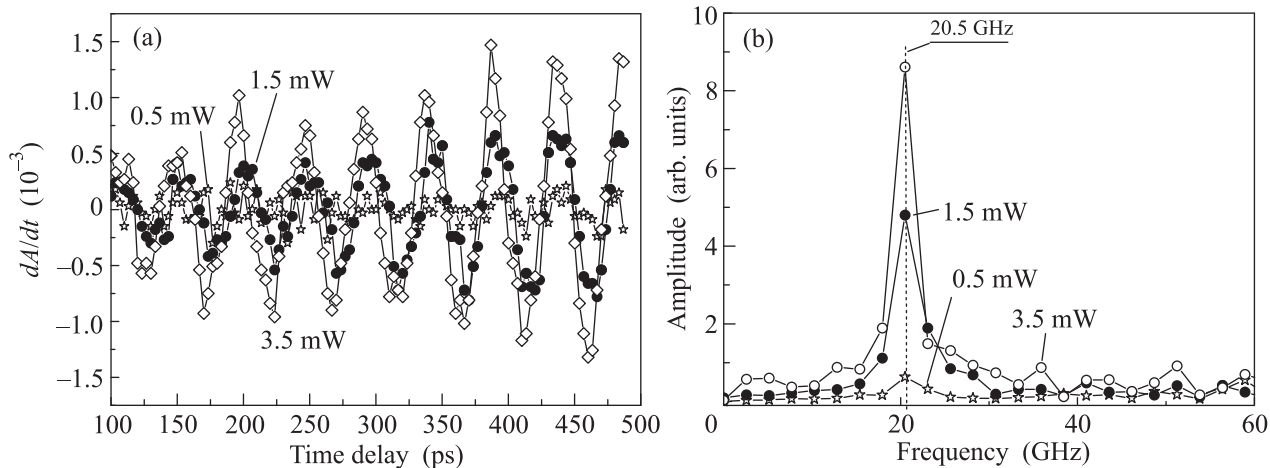 (a)
1.5 mW
0.5 mW
3.5 mW
dA/dt (10⁻³)
1.5
1.0
0.5
0
−0.5
−1.0
−1.5
100 150 200 250 300 350 400 450 500
Time delay (ps)
(b)
20.5 GHz
1.5 mW
0.5 mW
3.5 mW
Amplitude (arb. units)
10
8
6
4
2
0 20 40 60
Frequency (GHz)